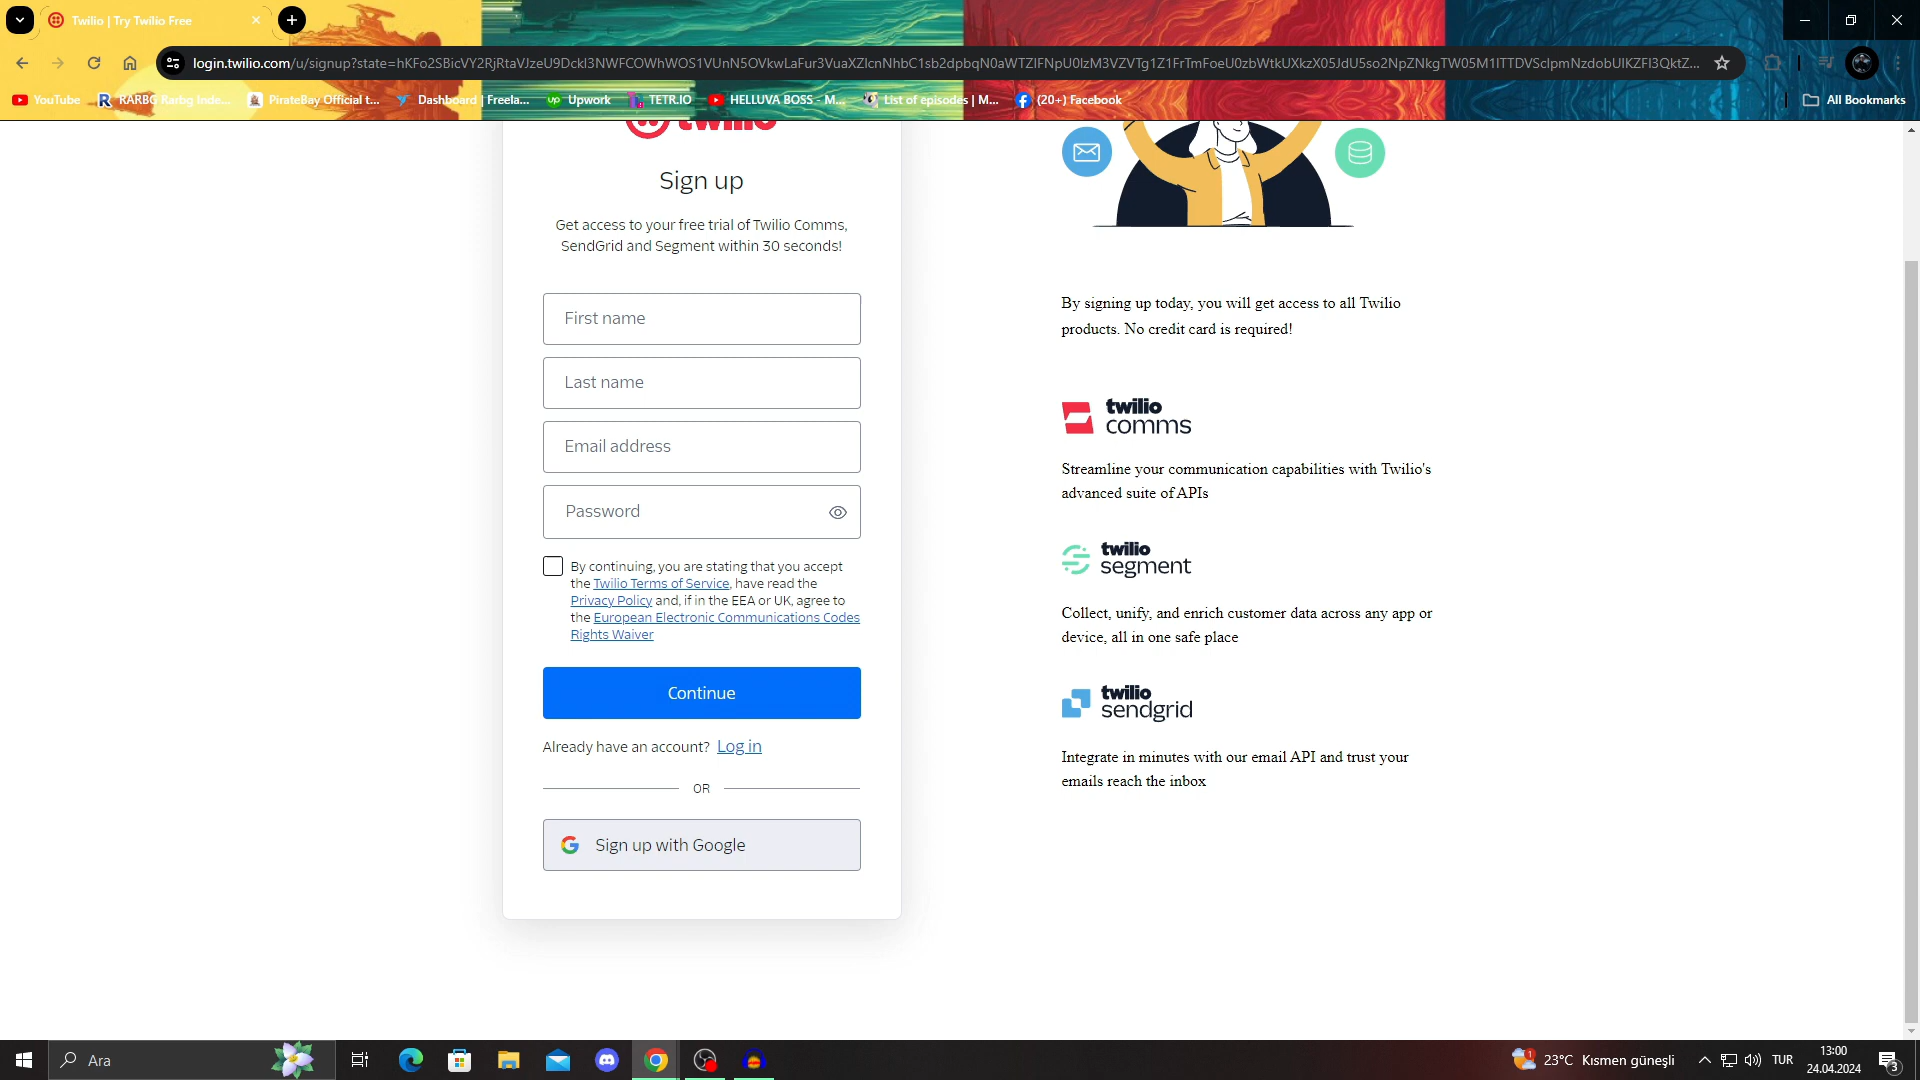 Twilio | Try Twilio Free
YouTube
RARBG Rarbg Inde...
PirateBay Official t...
Dashboard | Freela...
Upwork
TETR.IO
HELLUVA BOSS - M...
List of episodes | M...
(20+) Facebook
All Bookmarks
twilio
Sign up
Get access to your free trial of Twilio Comms,
SendGrid and Segment within 30 seconds!
First name
Last name
Email address
Password
By continuing, you are stating that you accept
the Twilio Terms of Service, have read the
Privacy Policy and, if in the EEA or UK, agree to
the European Electronic Communications Codes
Rights Waiver
Continue
Already have an account? Log in
OR
Sign up with Google
By signing up today, you will get access to all Twilio
products. No credit card is required!
twilio
comms
Streamline your communication capabilities with Twilio's
advanced suite of APIs
twilio
segment
Collect, unify, and enrich customer data across any app or
device, all in one safe place
twilio
sendgrid
Integrate in minutes with our email API and trust your
emails reach the inbox
Ara
1
23°C Kısmen güneşli
TUR
13:00
24.04.2024
3